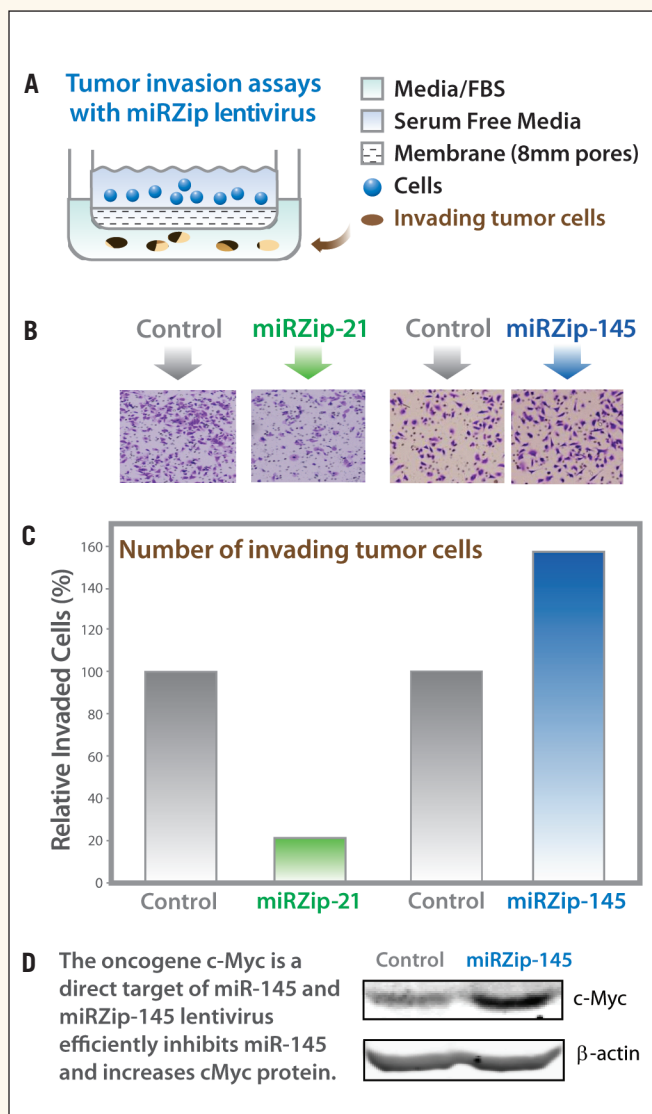 A
Tumor invasion assays
with miRZip lentivirus
Media/FBS
Serum Free Media
Membrane (8mm pores)
Cells
Invading tumor cells
B
Control
miRZip-21
Control
miRZip-145
C
Number of invading tumor cells
Relative Invaded Cells (%)
160
140
120
100
80
60
40
20
0
Control
miRZip-21
Control
miRZip-145
D
The oncogene c-Myc is a
direct target of miR-145 and
miRZip-145 lentivirus
efficiently inhibits miR-145
and increases cMyc protein.
Control
miRZip-145
c-Myc
β-actin